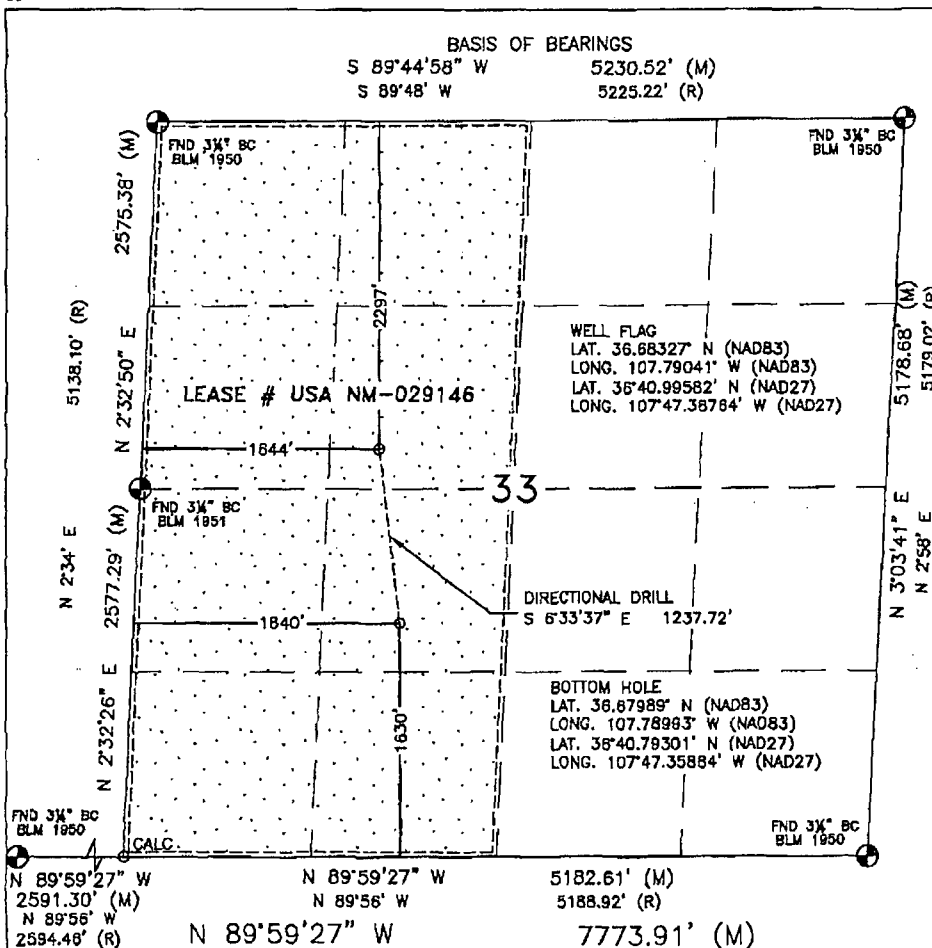 BASIS OF BEARINGS
S 89°44'58" W 5230.52' (M)
S 89°48' W 5225.22' (R)
FND 3¼" BC
BLM 1950
FND 3¼" BC
BLM 1950
2575.38' (M)
N 2°32'50" E
5138.10' (R)
N 2°34' E
2297'
WELL FLAG
LAT. 36.68327° N (NAD83)
LONG. 107.79041° W (NAD83)
LAT. 36°40.99582' N (NAD27)
LONG. 107°47.38764' W (NAD27)
5178.68' (M)
5179.02' (R)
N 3°03'41" E
N 2°58' E
LEASE # USA NM-029146
1644'
33
FND 3¼" BC
BLM 1951
2577.29' (M)
N 2°32'26" E
DIRECTIONAL DRILL
S 6°33'37" E 1237.72'
1840'
1630'
BOTTOM HOLE
LAT. 36.67989° N (NAD83)
LONG. 107.78993° W (NAD83)
LAT. 36°40.79301' N (NAD27)
LONG. 107°47.35884' W (NAD27)
FND 3¼" BC
BLM 1950
CALC.
FND 3¼" BC
BLM 1950
N 89°59'27" W
2591.30' (M)
N 89°56' W
2594.46' (R)
N 89°59'27" W 5182.61' (M)
N 89°56' W 5188.92' (R)
N 89°59'27" W 7773.91' (M)